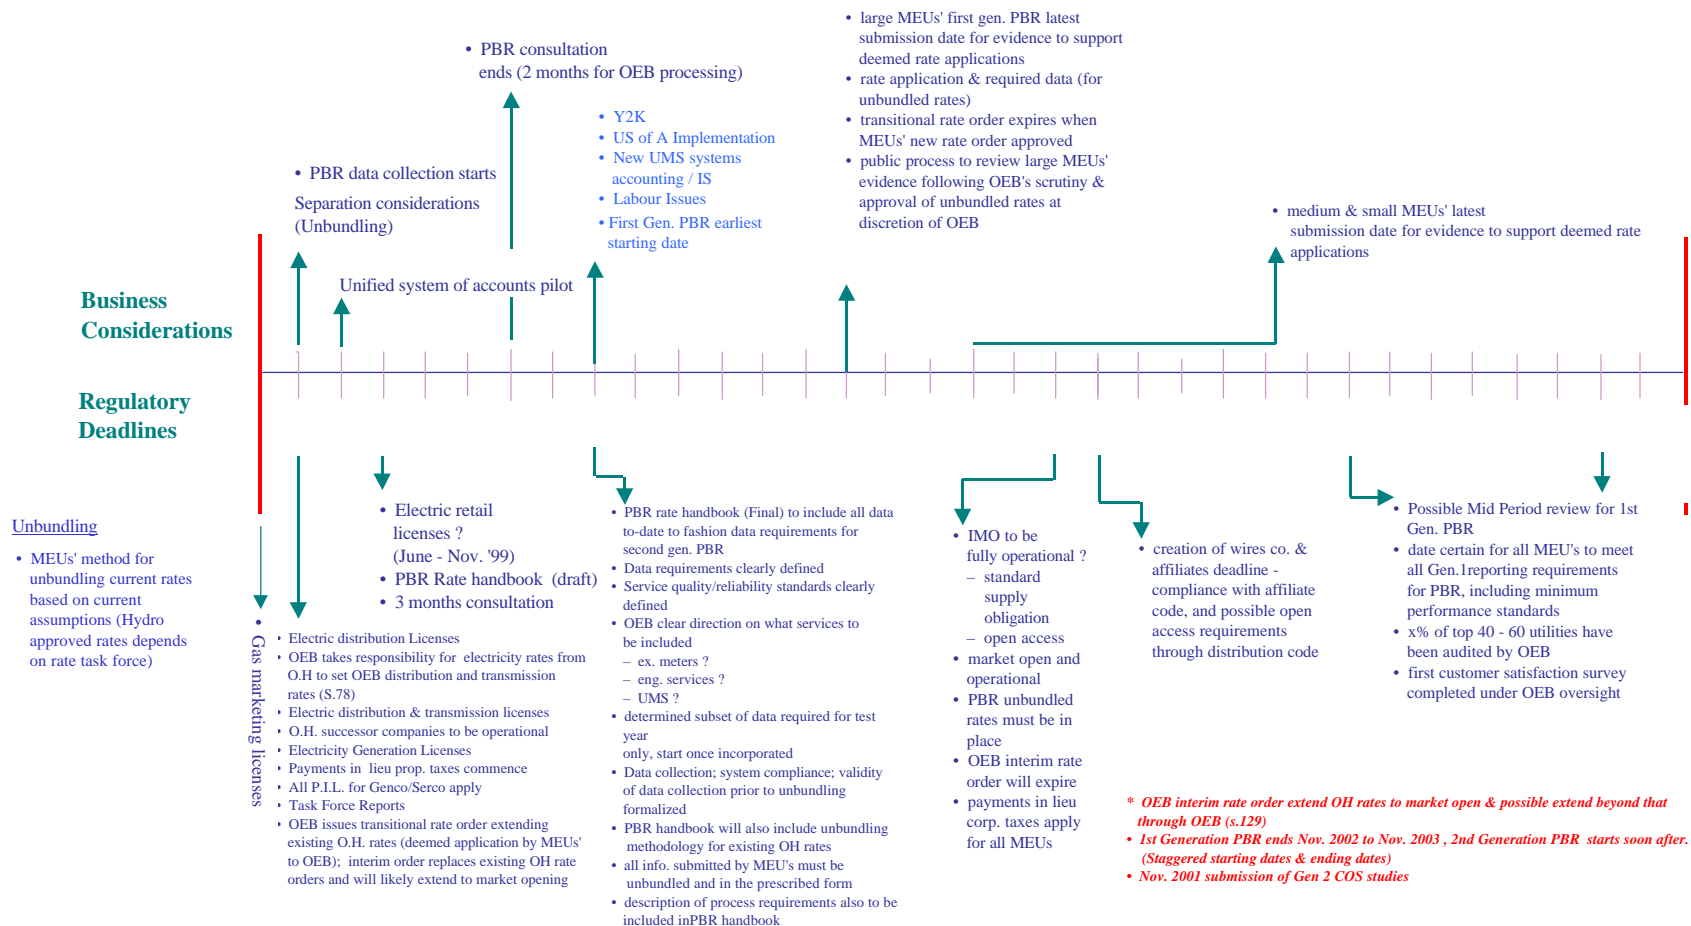 • large MEUs' first gen. PBR latest
submission date for evidence to support
deemed rate applications
• rate application & required data (for
unbundled rates)
• transitional rate order expires when
MEUs' new rate order approved
• public process to review large MEUs'
evidence following OEB's scrutiny &
approval of unbundled rates at
discretion of OEB
• PBR consultation
ends (2 months for OEB processing)
• Y2K
• US of A Implementation
• New UMS systems
accounting / IS
• Labour Issues
• First Gen. PBR earliest
starting date
• PBR data collection starts
Separation considerations
(Unbundling)
• medium & small MEUs' latest
submission date for evidence to support deemed rate
applications
Unified system of accounts pilot
Business
Considerations
Regulatory
Deadlines
Unbundling
• MEUs' method for
unbundling current rates
based on current
assumptions (Hydro
approved rates depends
on rate task force)
• Gas marketing licenses
• Electric distribution Licenses
• OEB takes responsibility for electricity rates from
O.H to set OEB distribution and transmission
rates (S.78)
• Electric distribution & transmission licenses
• O.H. successor companies to be operational
• Electricity Generation Licenses
• Payments in lieu prop. taxes commence
• All P.I.L. for Genco/Serco apply
• Task Force Reports
• OEB issues transitional rate order extending
existing O.H. rates (deemed application by MEUs'
to OEB); interim order replaces existing OH rate
orders and will likely extend to market opening
• Electric retail
licenses ?
(June - Nov. '99)
• PBR Rate handbook (draft)
• 3 months consultation
• PBR rate handbook (Final) to include all data
to-date to fashion data requirements for
second gen. PBR
• Data requirements clearly defined
• Service quality/reliability standards clearly
defined
• OEB clear direction on what services to
be included
– ex. meters ?
– eng. services ?
– UMS ?
• determined subset of data required for test
year
only, start once incorporated
• Data collection; system compliance; validity
of data collection prior to unbundling
formalized
• PBR handbook will also include unbundling
methodology for existing OH rates
• all info. submitted by MEU's must be
unbundled and in the prescribed form
• description of process requirements also to be
included inPBR handbook
• IMO to be
fully operational ?
– standard
supply
obligation
– open access
• market open and
operational
• PBR unbundled
rates must be in
place
• OEB interim rate
order will expire
• payments in lieu
corp. taxes apply
for all MEUs
• creation of wires co. &
affiliates deadline -
compliance with affiliate
code, and possible open
access requirements
through distribution code
• Possible Mid Period review for 1st
Gen. PBR
• date certain for all MEU's to meet
all Gen.1reporting requirements
for PBR, including minimum
performance standards
• x% of top 40 - 60 utilities have
been audited by OEB
• first customer satisfaction survey
completed under OEB oversight
* OEB interim rate order extend OH rates to market open & possible extend beyond that
through OEB (s.129)
• 1st Generation PBR ends Nov. 2002 to Nov. 2003 , 2nd Generation PBR starts soon after.
(Staggered starting dates & ending dates)
• Nov. 2001 submission of Gen 2 COS studies